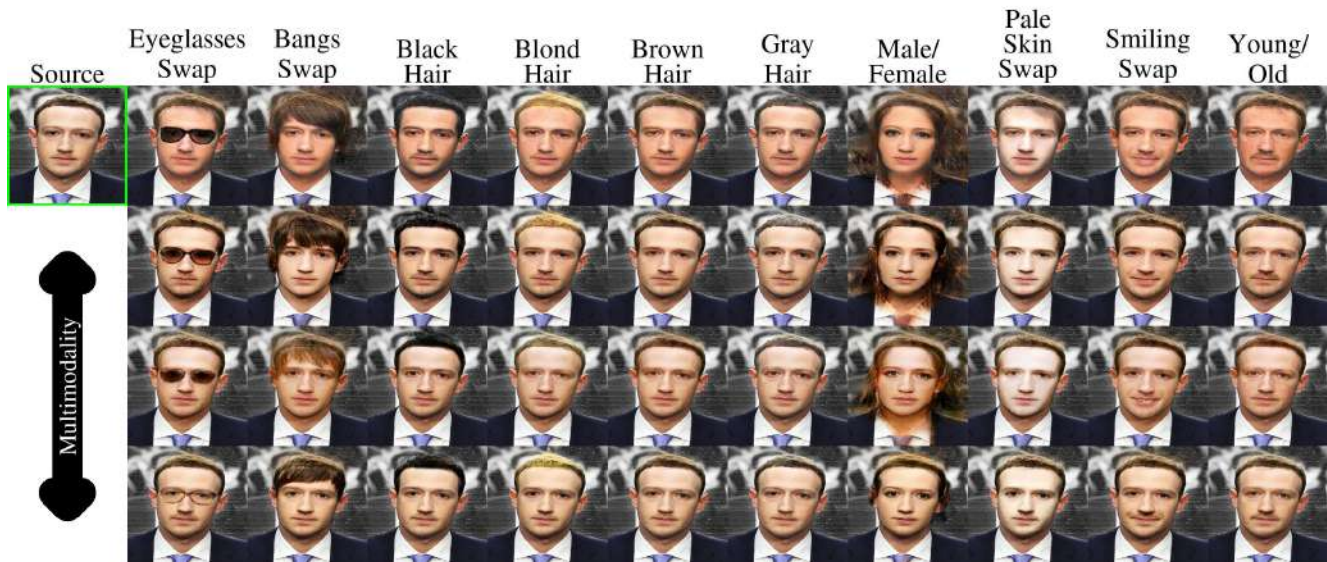 Source
Eyeglasses
Swap
Bangs
Swap
Black
Hair
Blond
Hair
Brown
Hair
Gray
Hair
Male/
Female
Pale
Skin
Swap
Smiling
Swap
Young/
Old
Multimodality